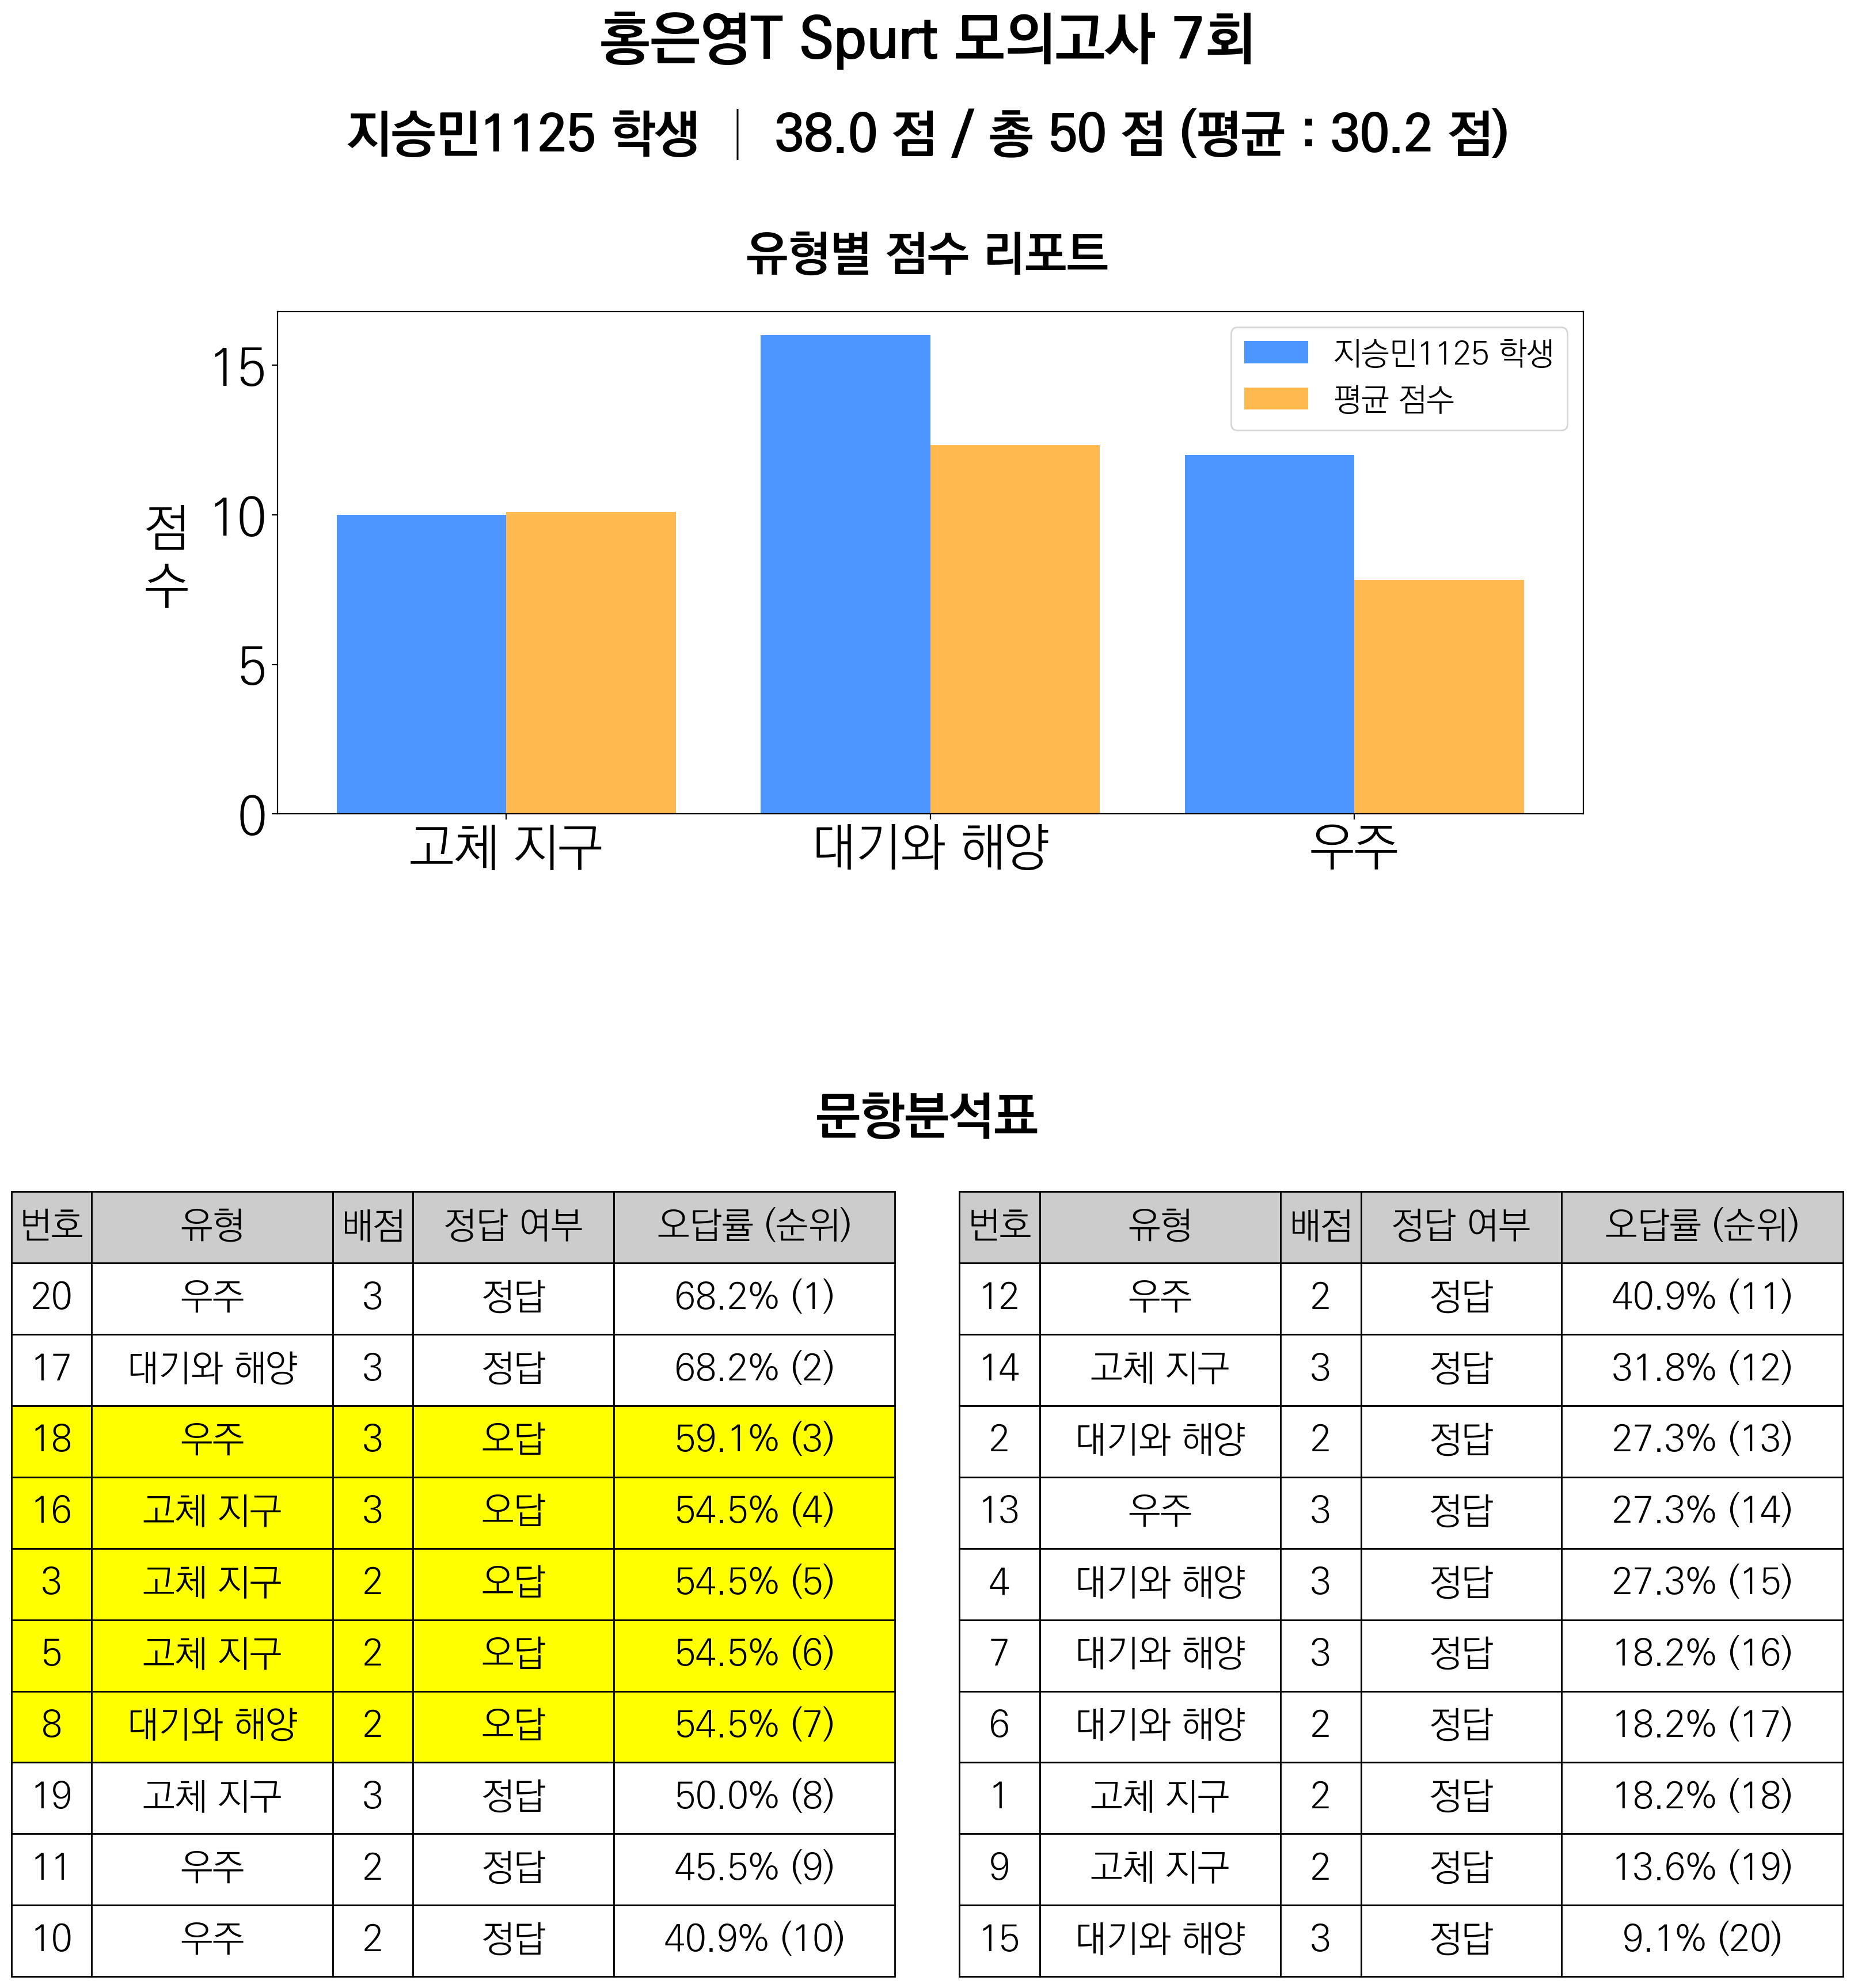 홍은영T Spurt 모의고사 7회
지승민1125 학생 | 38.0 점 / 총 50 점 (평균 : 30.2 점)
유형별 점수 리포트
점수
15
10
5
0
지승민1125 학생
평균 점수
고체 지구 대기와 해양 우주
문항분석표
번호 유형 배점 정답 여부 오답률 (순위)
20 우주 3 정답 68.2% (1)
17 대기와 해양 3 정답 68.2% (2)
18 우주 3 오답 59.1% (3)
16 고체 지구 3 오답 54.5% (4)
3 고체 지구 2 오답 54.5% (5)
5 고체 지구 2 오답 54.5% (6)
8 대기와 해양 2 오답 54.5% (7)
19 고체 지구 3 정답 50.0% (8)
11 우주 2 정답 45.5% (9)
10 우주 2 정답 40.9% (10)
번호 유형 배점 정답 여부 오답률 (순위)
12 우주 2 정답 40.9% (11)
14 고체 지구 3 정답 31.8% (12)
2 대기와 해양 2 정답 27.3% (13)
13 우주 3 정답 27.3% (14)
4 대기와 해양 3 정답 27.3% (15)
7 대기와 해양 3 정답 18.2% (16)
6 대기와 해양 2 정답 18.2% (17)
1 고체 지구 2 정답 18.2% (18)
9 고체 지구 2 정답 13.6% (19)
15 대기와 해양 3 정답 9.1% (20)